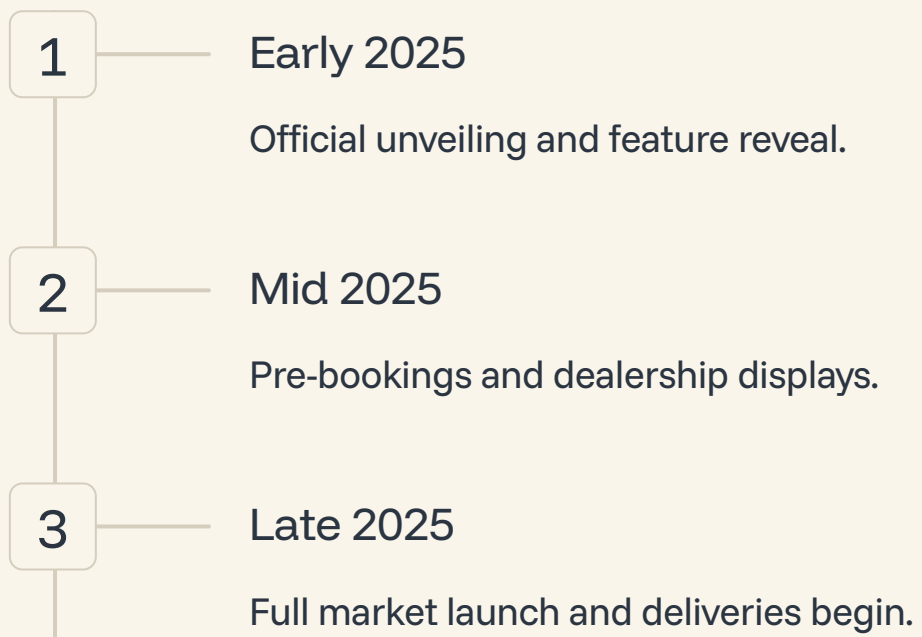 1
Early 2025
Official unveiling and feature reveal.
2
Mid 2025
Pre-bookings and dealership displays.
3
Late 2025
Full market launch and deliveries begin.